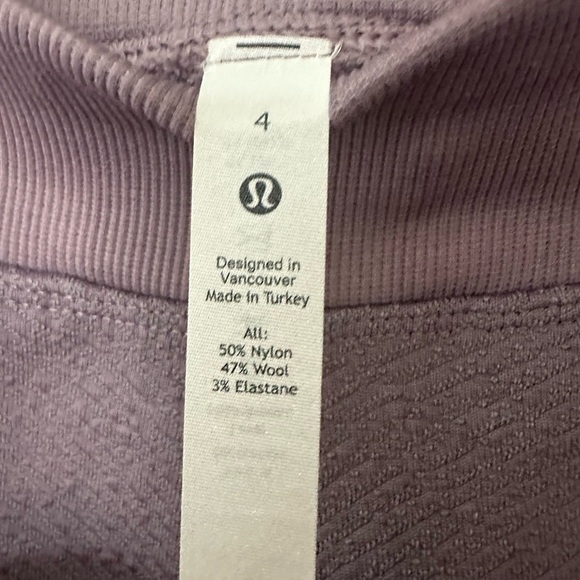 4
Designed in
Vancouver
Made in Turkey
All:
50% Nylon
47% Wool
3% Elastane